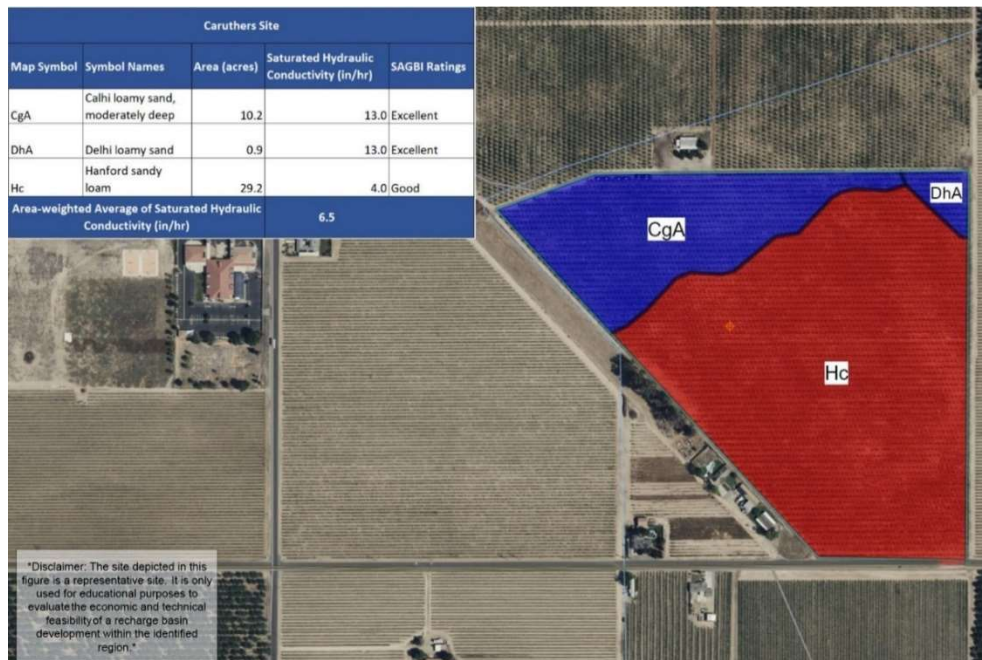 Caruthers Site
Map Symbol Symbol Names Area (acres) Saturated Hydraulic Conductivity (in/hr) SAGBI Ratings
CgA Calhi loamy sand, moderately deep 10.2 13.0 Excellent
DhA Delhi loamy sand 0.9 13.0 Excellent
Hc Hanford sandy loam 29.2 4.0 Good
Area-weighted Average of Saturated Hydraulic Conductivity (in/hr) 6.5
DhA
CgA
Hc
*Disclaimer: The site depicted in this
figure is a representative site. It is only
used for educational purposes to
evaluate the economic and technical
feasibility of a recharge basin
development within the identified
region.*